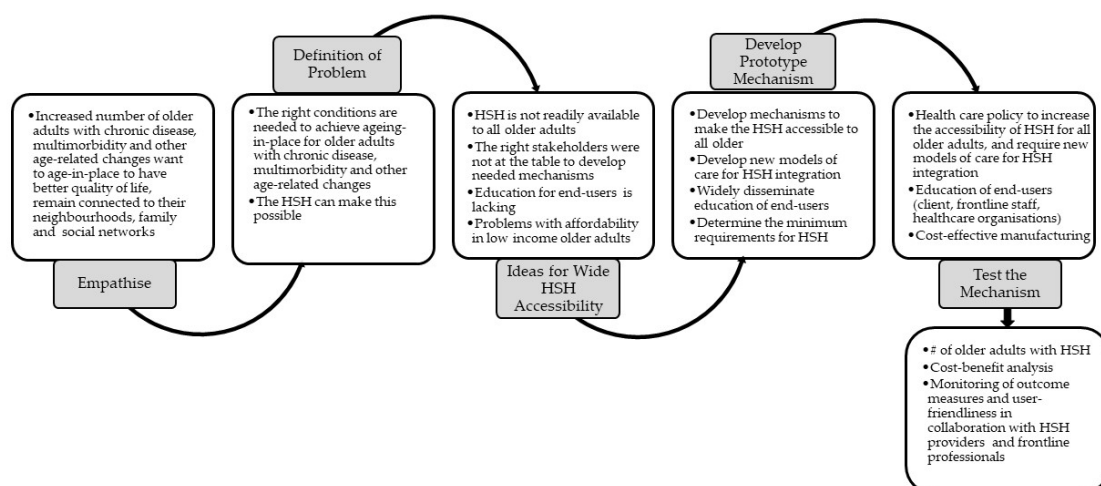 •Increased number of older
adults with chronic disease,
multimorbidity and other
age-related changes want
to age-in-place to have
better quality of life,
remain connected to their
neighbourhoods, family
and social networks
Empathise
Definition of
Problem
•The right conditions are
needed to achieve ageing-
in-place for older adults
with chronic disease,
multimorbidity and other
age-related changes
•The HSH can make this
possible
•HSH is not readily available
to all older adults
•The right stakeholders were
not at the table to develop
needed mechanisms
•Education for end-users is
lacking
•Problems with affordability
in low income older adults
Ideas for Wide
HSH
Accessibility
Develop
Prototype
Mechanism
•Develop mechanisms to
make the HSH accessible to
all older
•Develop new models of
care for HSH integration
•Widely disseminate
education of end-users
•Determine the minimum
requirements for HSH
•Health care policy to increase
the accessibility of HSH for all
older adults, and require new
models of care for HSH
integration
•Education of end-users
(client, frontline staff,
healthcare organisations)
•Cost-effective manufacturing
Test the
Mechanism
•# of older adults with HSH
•Cost-benefit analysis
•Monitoring of outcome
measures and user-
friendliness in
collaboration with HSH
providers and frontline
professionals